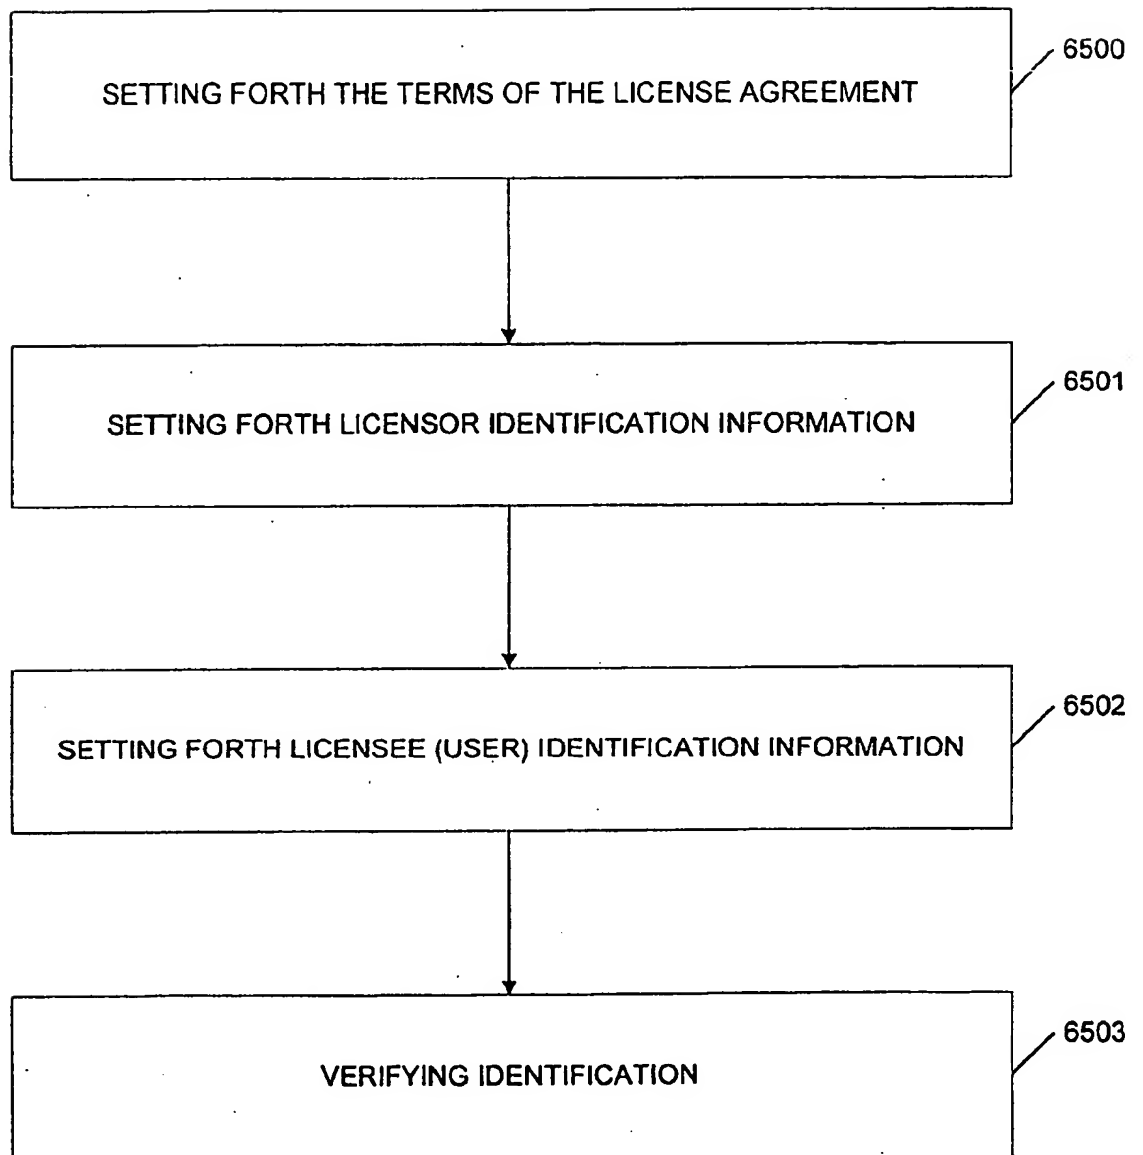 6500
SETTING FORTH THE TERMS OF THE LICENSE AGREEMENT
6501
SETTING FORTH LICENSOR IDENTIFICATION INFORMATION
6502
SETTING FORTH LICENSEE (USER) IDENTIFICATION INFORMATION
6503
VERIFYING IDENTIFICATION